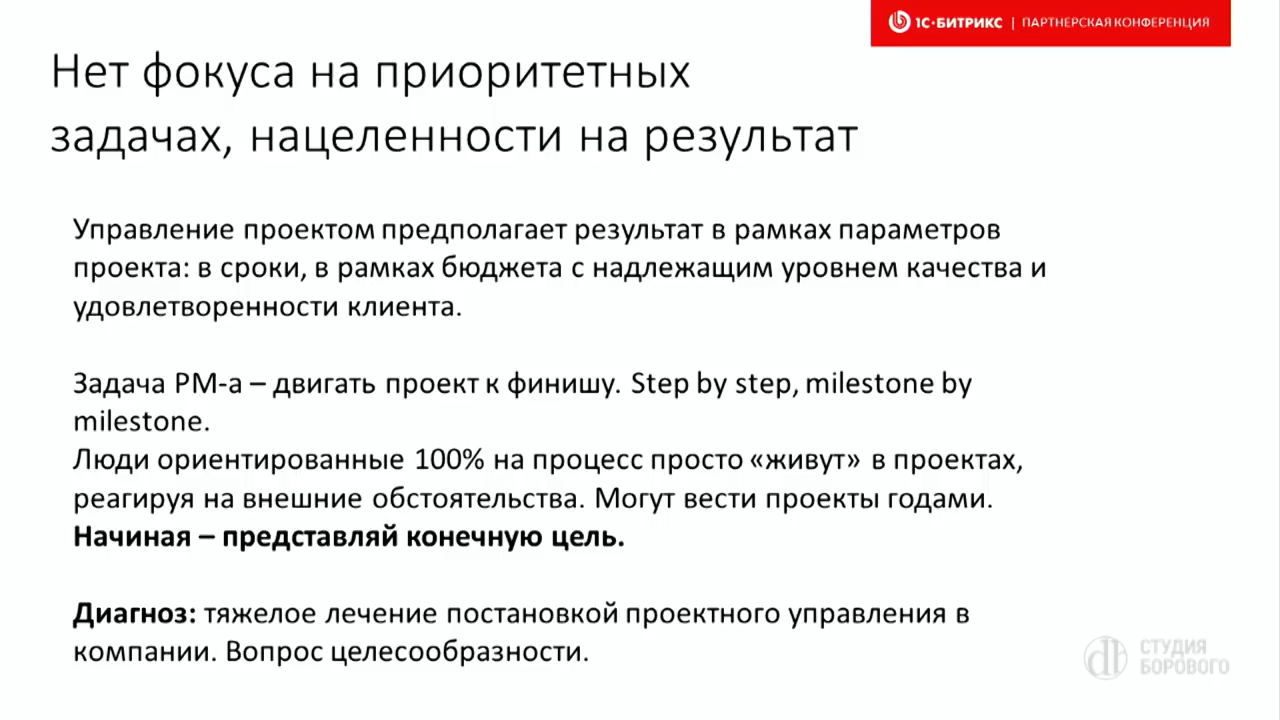 1С·БИТРИКС | ПАРТНЕРСКАЯ КОНФЕРЕНЦИЯ
Нет фокуса на приоритетных
задачах, нацеленности на результат
Управление проектом предполагает результат в рамках параметров
проекта: в сроки, в рамках бюджета с надлежащим уровнем качества и
удовлетворенности клиента.
Задача PM-а – двигать проект к финишу. Step by step, milestone by
milestone.
Люди ориентированные 100% на процесс просто «живут» в проектах,
реагируя на внешние обстоятельства. Могут вести проекты годами.
Начиная – представляй конечную цель.
Диагноз: тяжелое лечение постановкой проектного управления в
компании. Вопрос целесообразности.
СТУДИЯ
БОРОВОГО